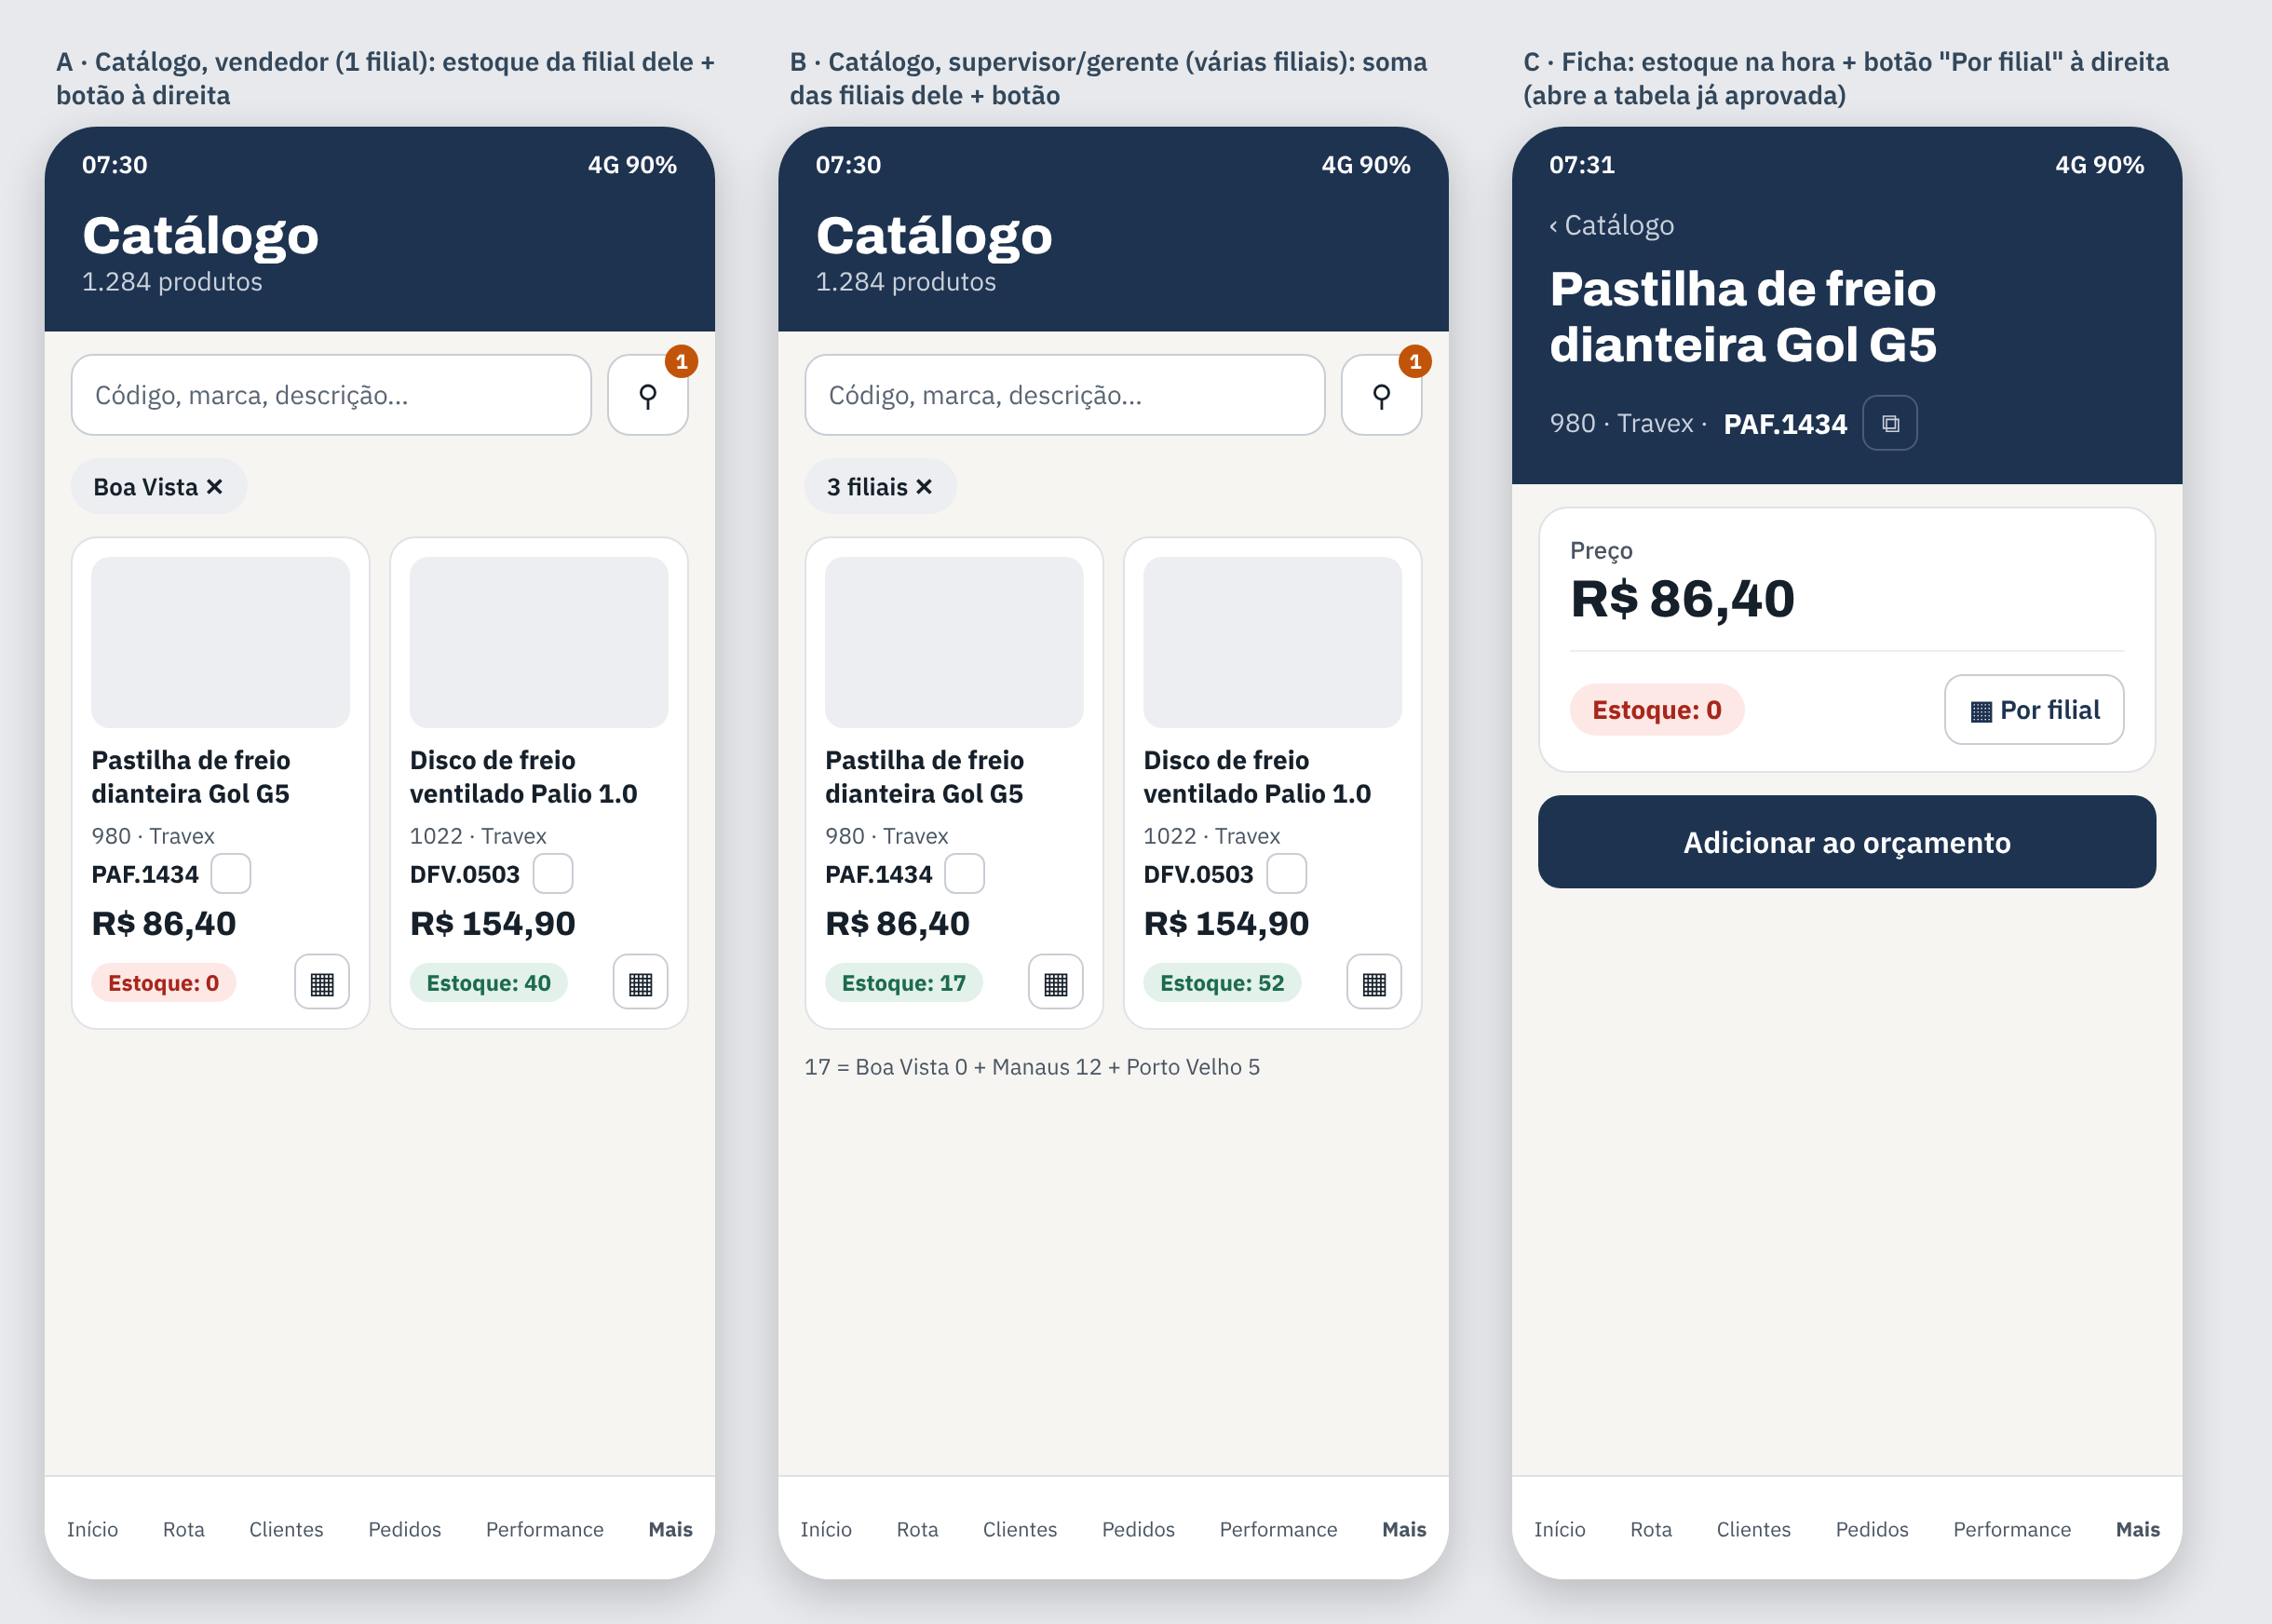 A · Catálogo, vendedor (1 filial): estoque da filial dele +
botão à direita
07:30
4G 90%
Catálogo
1.284 produtos
Código, marca, descrição...
1
Boa Vista ✕
Pastilha de freio
dianteira Gol G5
980 · Travex
PAF.1434
R$ 86,40
Estoque: 0
Disco de freio
ventilado Palio 1.0
1022 · Travex
DFV.0503
R$ 154,90
Estoque: 40
Início
Rota
Clientes
Pedidos
Performance
Mais
B · Catálogo, supervisor/gerente (várias filiais): soma
das filiais dele + botão
07:30
4G 90%
Catálogo
1.284 produtos
Código, marca, descrição...
1
3 filiais ✕
Pastilha de freio
dianteira Gol G5
980 · Travex
PAF.1434
R$ 86,40
Estoque: 17
Disco de freio
ventilado Palio 1.0
1022 · Travex
DFV.0503
R$ 154,90
Estoque: 52
17 = Boa Vista 0 + Manaus 12 + Porto Velho 5
Início
Rota
Clientes
Pedidos
Performance
Mais
C · Ficha: estoque na hora + botão "Por filial" à direita
(abre a tabela já aprovada)
07:31
4G 90%
‹ Catálogo
Pastilha de freio
dianteira Gol G5
980 · Travex · PAF.1434
Preço
R$ 86,40
Estoque: 0
▦ Por filial
Adicionar ao orçamento
Início
Rota
Clientes
Pedidos
Performance
Mais